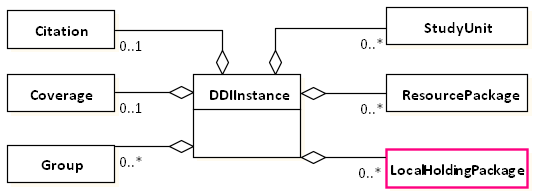 Citation
0..1
StudyUnit
0..*
Coverage
0..1
DDIInstance
ResourcePackage
0..*
Group
0..*
LocalHoldingPackage
0..*